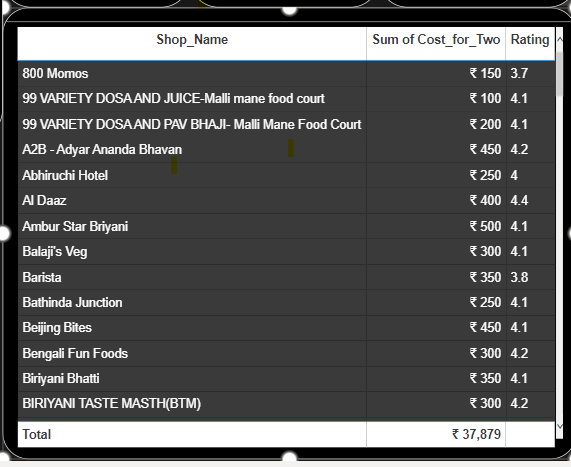 Shop_Name Sum of Cost_for_Two Rating
800 Momos ₹ 150 3.7
99 VARIETY DOSA AND JUICE-Malli mane food court ₹ 100 4.1
99 VARIETY DOSA AND PAV BHAJI- Malli Mane Food Court ₹ 200 4.1
A2B - Adyar Ananda Bhavan ₹ 450 4.2
Abhiruchi Hotel ₹ 250 4
Al Daaz ₹ 400 4.4
Ambur Star Briyani ₹ 500 4.1
Balaji's Veg ₹ 300 4.1
Barista ₹ 350 3.8
Bathinda Junction ₹ 250 4.1
Beijing Bites ₹ 450 4.1
Bengali Fun Foods ₹ 300 4.2
Biriyani Bhatti ₹ 350 4.1
BIRIYANI TASTE MASTH(BTM) ₹ 300 4.2
Total ₹ 37,879